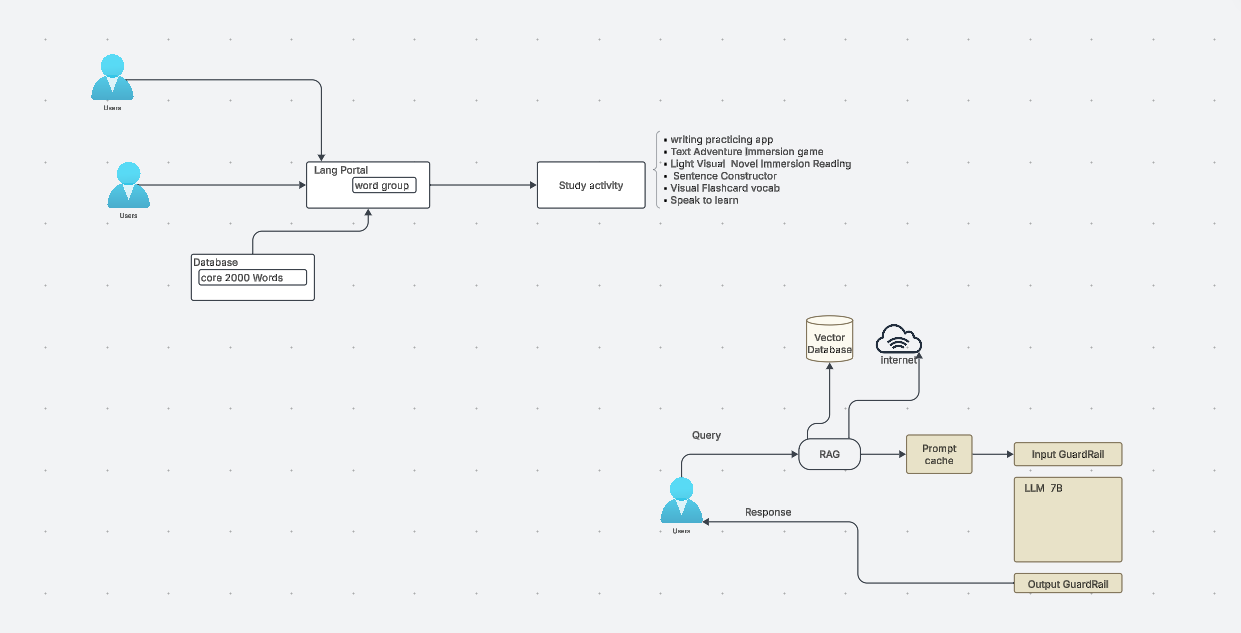 Users
Users
Lang Portal
word group
Database
core 2000 Words
Study activity
• writing practicing app
• Text Adventure Immersion game
• Light Visual Novel Immersion Reading
• Sentence Constructor
• Visual Flashcard vocab
• Speak to learn
Vector
Database
internet
Query
RAG
Prompt
cache
Input GuardRail
LLM 7B
Users
Response
Output GuardRail